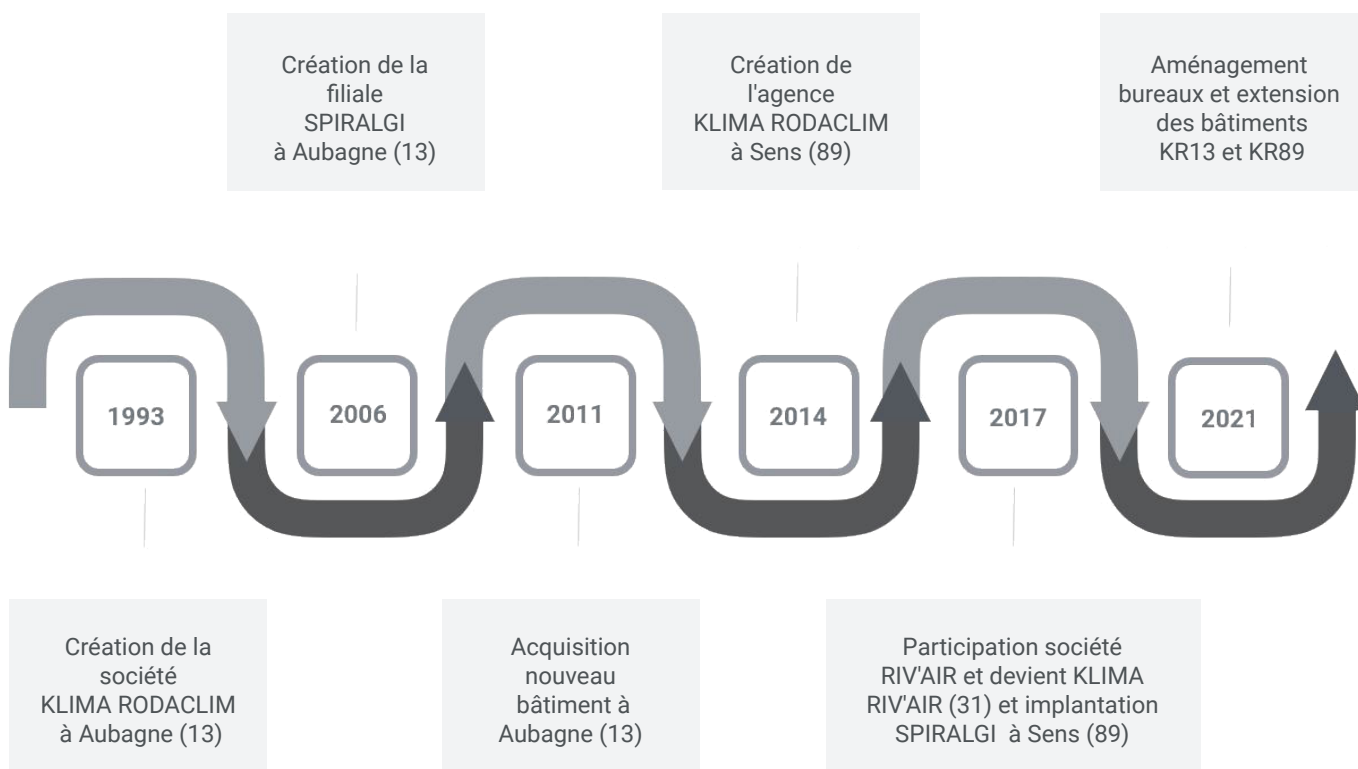 Création de la
filiale
SPIRALGI
à Aubagne (13)
Création de
l'agence
KLIMA RODACLIM
à Sens (89)
Aménagement
bureaux et extension
des bâtiments
KR13 et KR89
1993
2006
2011
2014
2017
2021
Création de la
société
KLIMA RODACLIM
à Aubagne (13)
Acquisition
nouveau
bâtiment à
Aubagne (13)
Participation société
RIV'AIR et devient KLIMA
RIV'AIR (31) et implantation
SPIRALGI à Sens (89)